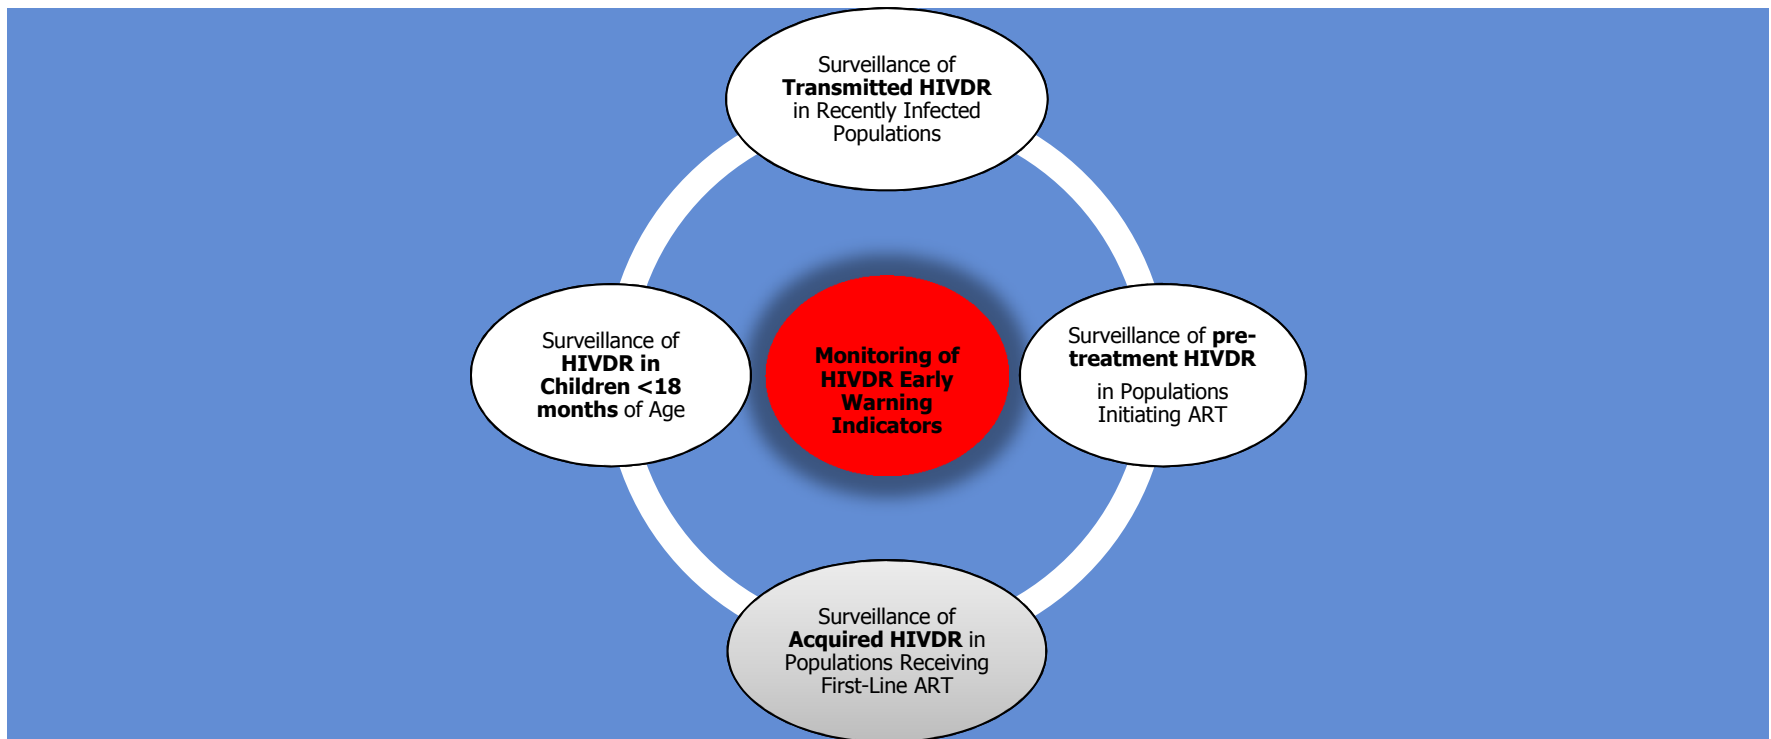 Surveillance of
Transmitted HIVDR
in Recently Infected
Populations
Surveillance of
HIVDR in
Children <18
months of Age
Monitoring of
HIVDR Early
Warning
Indicators
Surveillance of pre-
treatment HIVDR
in Populations
Initiating ART
Surveillance of
Acquired HIVDR in
Populations Receiving
First-Line ART